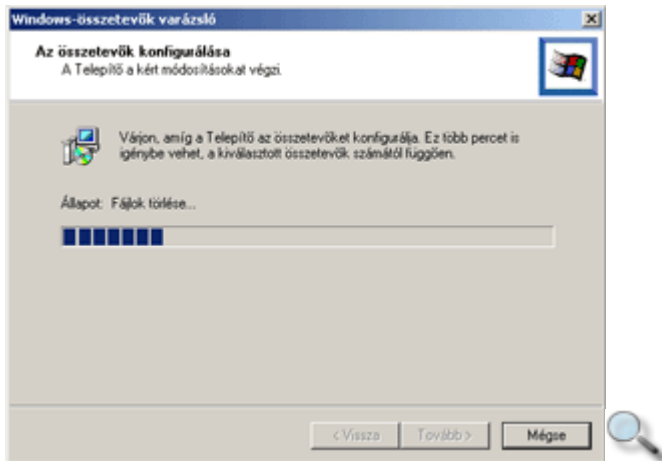 Windows-összetevők varázsló
Az összetevők konfigurálása
A Telepítő a kért módosításokat végzi.
Várjon, amíg a Telepítő az összetevőket konfigurálja. Ez több percet is
igénybe vehet, a kiválasztott összetevők számától függően.
Állapot: Fájlok törlése...
< Vissza
Tovább >
Mégse